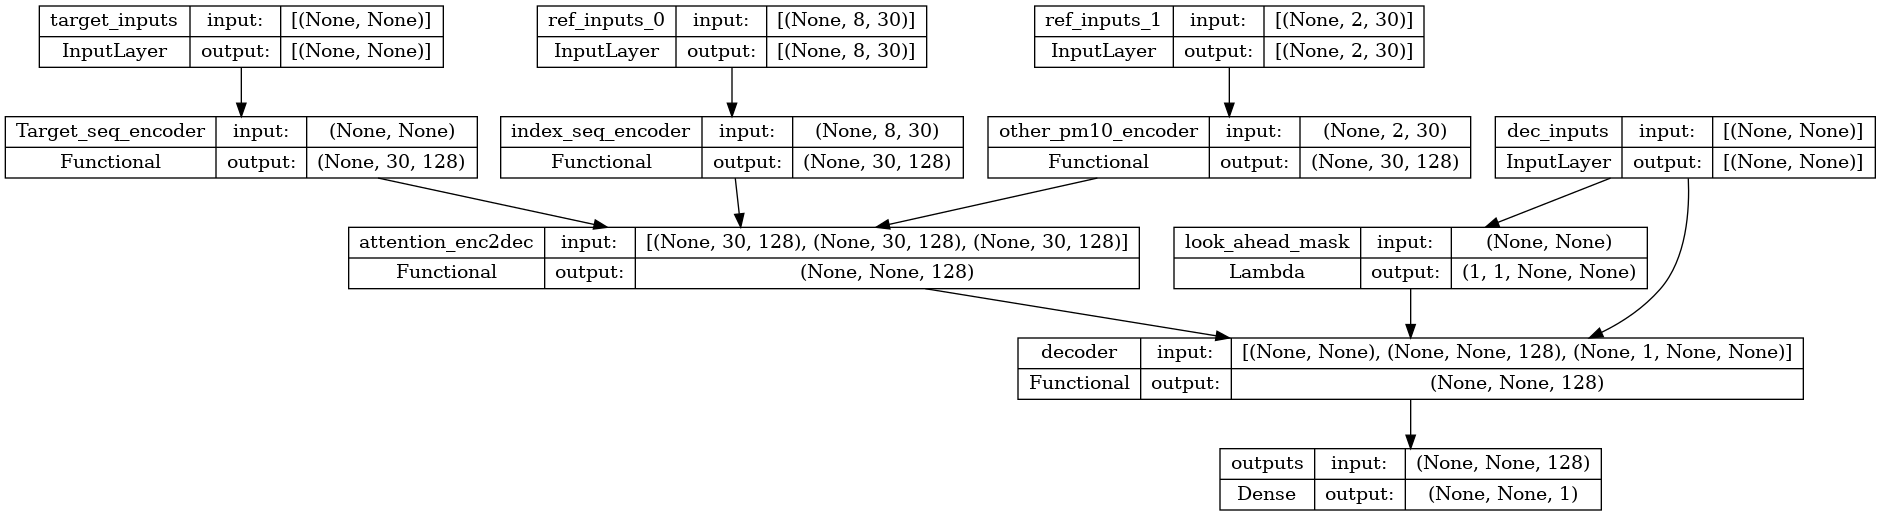 target_inputs input: [(None, None)]
InputLayer output: [(None, None)]
ref_inputs_0 input: [(None, 8, 30)]
InputLayer output: [(None, 8, 30)]
ref_inputs_1 input: [(None, 2, 30)]
InputLayer output: [(None, 2, 30)]
Target_seq_encoder input: (None, None)
Functional output: (None, 30, 128)
index_seq_encoder input: (None, 8, 30)
Functional output: (None, 30, 128)
other_pm10_encoder input: (None, 2, 30)
Functional output: (None, 30, 128)
dec_inputs input: [(None, None)]
InputLayer output: [(None, None)]
attention_enc2dec input: [(None, 30, 128), (None, 30, 128), (None, 30, 128)]
Functional output: (None, None, 128)
look_ahead_mask input: (None, None)
Lambda output: (1, 1, None, None)
decoder input: [(None, None), (None, None, 128), (None, 1, None, None)]
Functional output: (None, None, 128)
outputs input: (None, None, 128)
Dense output: (None, None, 1)